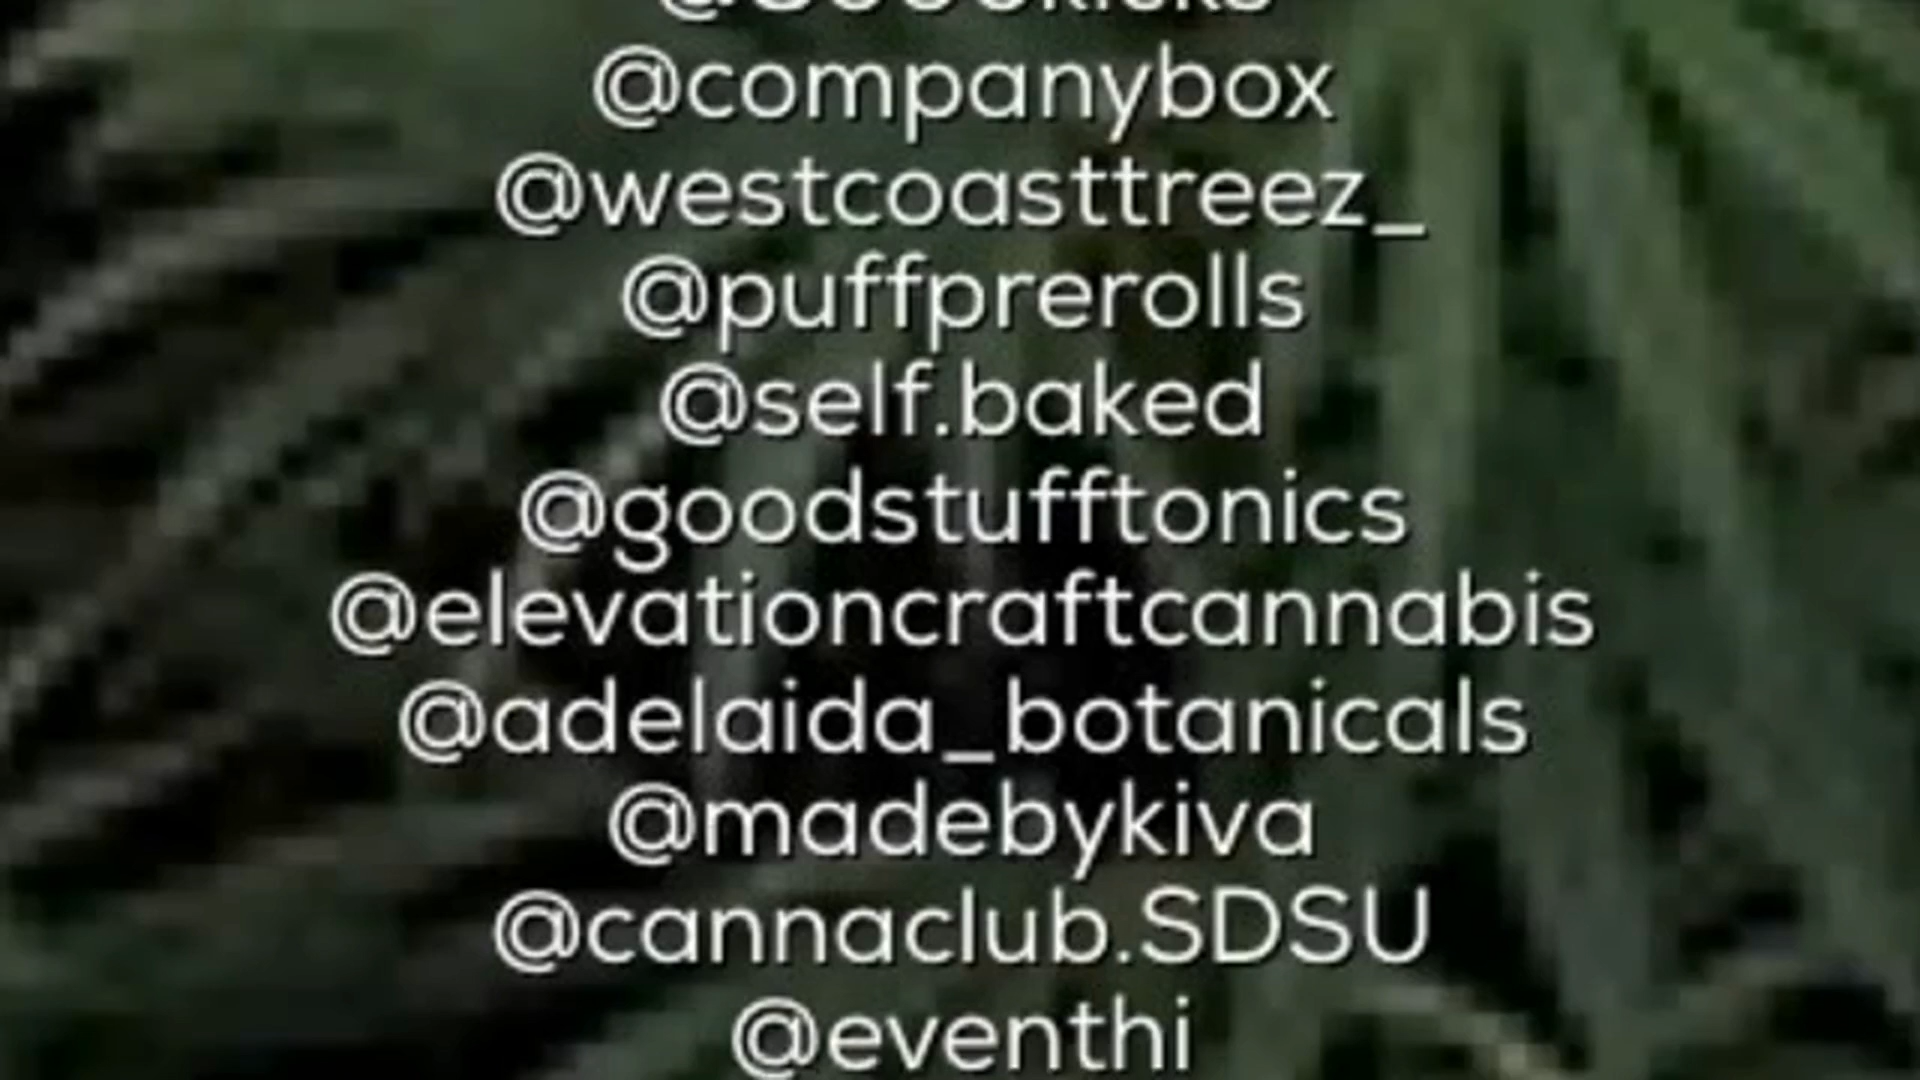 @companybox
@westcoasttreez_
@puffprerolls
@self.baked
@goodstufftonics
@elevationcraftcannabis
@adelaida_botanicals
@madebykiva
@cannaclub.SDSU
@eventhi